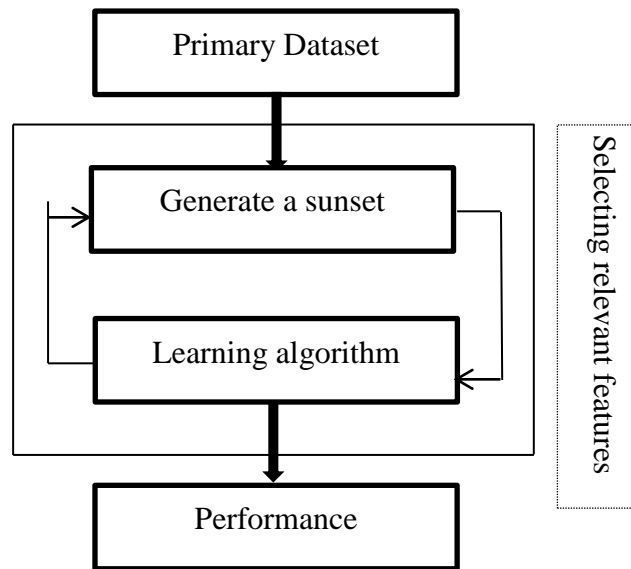 Primary Dataset
Generate a sunset
Learning algorithm
Performance
Selecting relevant features